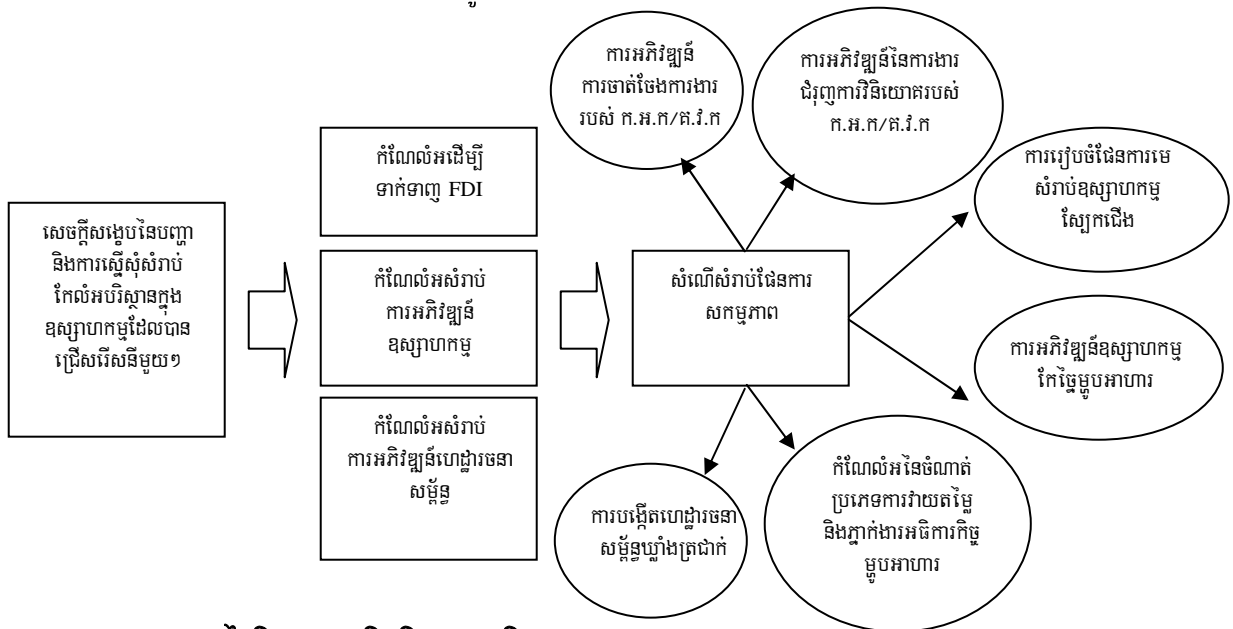 សេចក្តីសង្ខេបនៃបញ្ហា
និងការស្នើសុំសំរាប់
កែលំអបរិស្ថានក្នុង
ឧស្សាហកម្មដែលបាន
ជ្រើសរើសនីមួយៗ
កំណែលំអដើម្បី
ទាក់ទាញ FDI
កំណែលំអសំរាប់
ការអភិវឌ្ឍន៍
ឧស្សាហកម្ម
កំណែលំអសំរាប់
ការអភិវឌ្ឍន៍ហេដ្ឋារចនា
សម្ព័ន្ធ
សំណើសំរាប់ផែនការ
សកម្មភាព
ការអភិវឌ្ឍន៍
ការចាត់ចែងការងារ
របស់ ក.អ.ក/គ.វ.ក
ការអភិវឌ្ឍន៍នៃការងារ
ជំរុញការវិនិយោគរបស់
ក.អ.ក/គ.វ.ក
ការរៀបចំផែនការមេ
សំរាប់ឧស្សាហកម្ម
ស្បែកជើង
ការអភិវឌ្ឍន៍ឧស្សាហកម្ម
កែច្នៃម្ហូបអាហារ
កំណែលំអនៃចំណាត់
ប្រភេទការវាយតម្លៃ
និងភ្នាក់ងារអធិការកិច្ច
ម្ហូបអាហារ
ការបង្កើតហេដ្ឋារចនា
សម្ព័ន្ធឃ្លាំងត្រជាក់